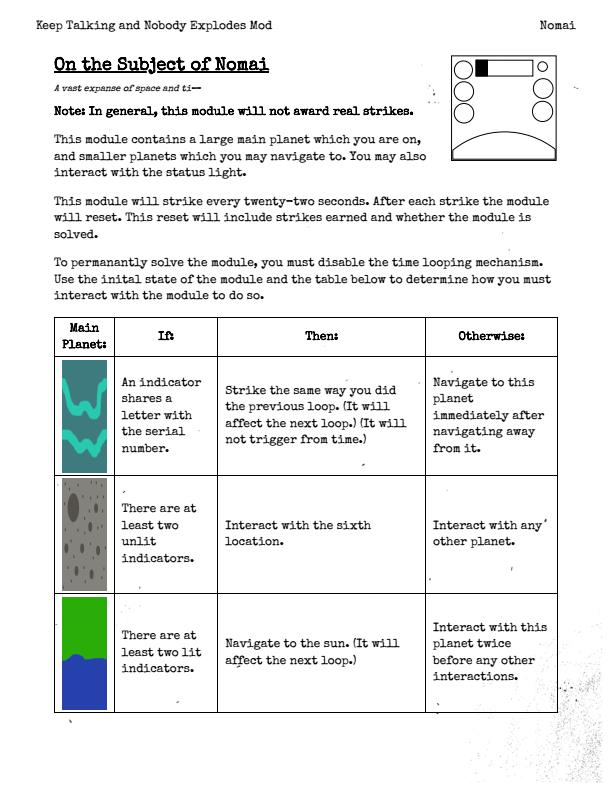 Keep Talking and Nobody Explodes Mod
Nomai
On the Subject of Nomai
A vast expanse of space and ti——
Note: In general, this module will not award real strikes.
This module contains a large main planet which you are on,
and smaller planets which you may navigate to. You may also
interact with the status light.
This module will strike every twenty-two seconds. After each strike the module
will reset. This reset will include strikes earned and whether the module is
solved.
To permanantly solve the module, you must disable the time looping mechanism.
Use the inital state of the module and the table below to determine how you must
interact with the module to do so.
Main
Planet:
If:
Then:
Otherwise:
An indicator
shares a
letter with
the serial
number.
Strike the same way you did
the previous loop. (It will
affect the next loop.) (It will
not trigger from time.)
Navigate to this
planet
immediately after
navigating away
from it.
There are at
least two
unlit
indicators.
Interact with the sixth
location.
Interact with any
other planet.
There are at
least two lit
indicators.
Navigate to the sun. (It will
affect the next loop.)
Interact with this
planet twice
before any other
interactions.